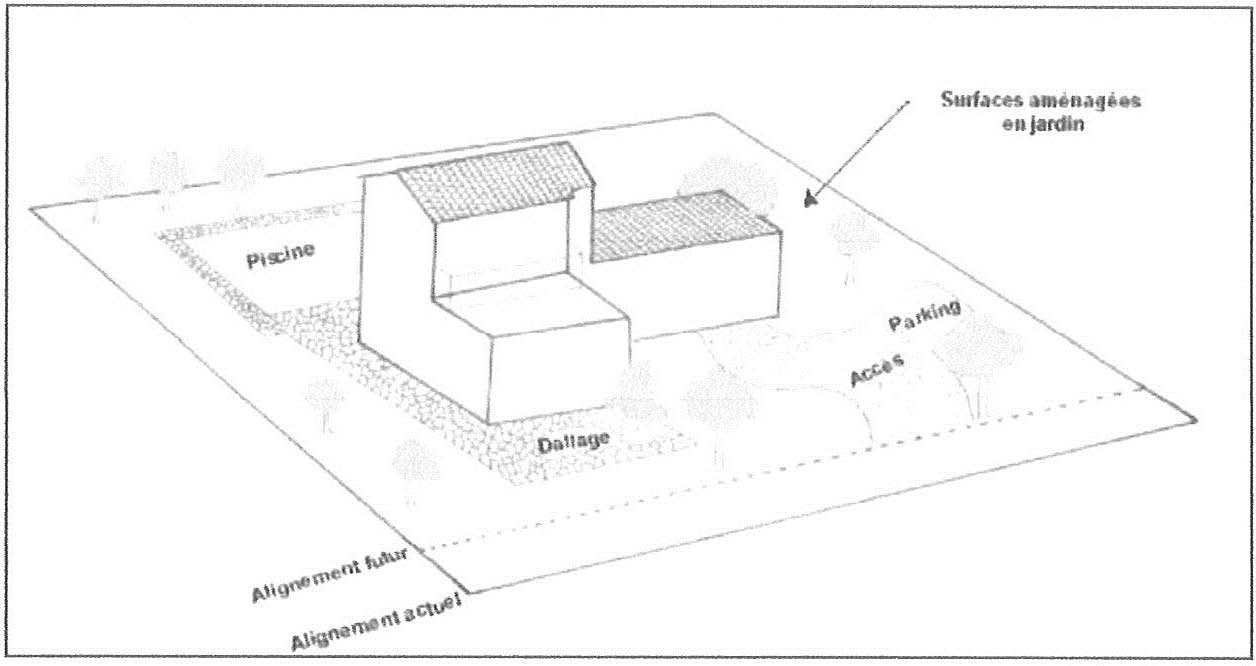 Surfaces aménagées
en jardin
Piscine
Parking
Accès
Dallage
Alignement futur
Alignement actuel